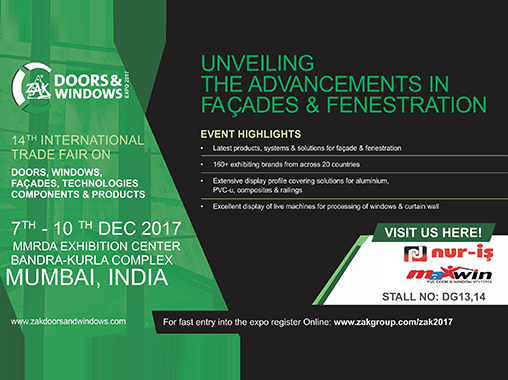 ZAK
DOORS &
WINDOWS
EXPO 2017
14TH INTERNATIONAL
TRADE FAIR ON
DOORS, WINDOWS,
FAÇADES, TECHNOLOGIES
COMPONENTS & PRODUCTS
7TH - 10 TH DEC 2017
MMRDA EXHIBITION CENTER
BANDRA-KURLA COMPLEX
MUMBAI, INDIA
www.zakdoorsandwindows.com
UNVEILING
THE ADVANCEMENTS IN
FAÇADES & FENESTRATION
EVENT HIGHLIGHTS
• Latest products, systems & solutions for façade & fenestration
• 160+ exhibiting brands from across 20 countries
• Extensive display profile covering solutions for aluminium,
PVC-u, composites & railings
• Excellent display of live machines for processing of windows & curtain wall
VISIT US HERE!
nur-iş
maxwin
PVC DOOR & WINDOW SYSTEMS
STALL NO: DG13,14
For fast entry into the expo register Online: www.zakgroup.com/zak2017